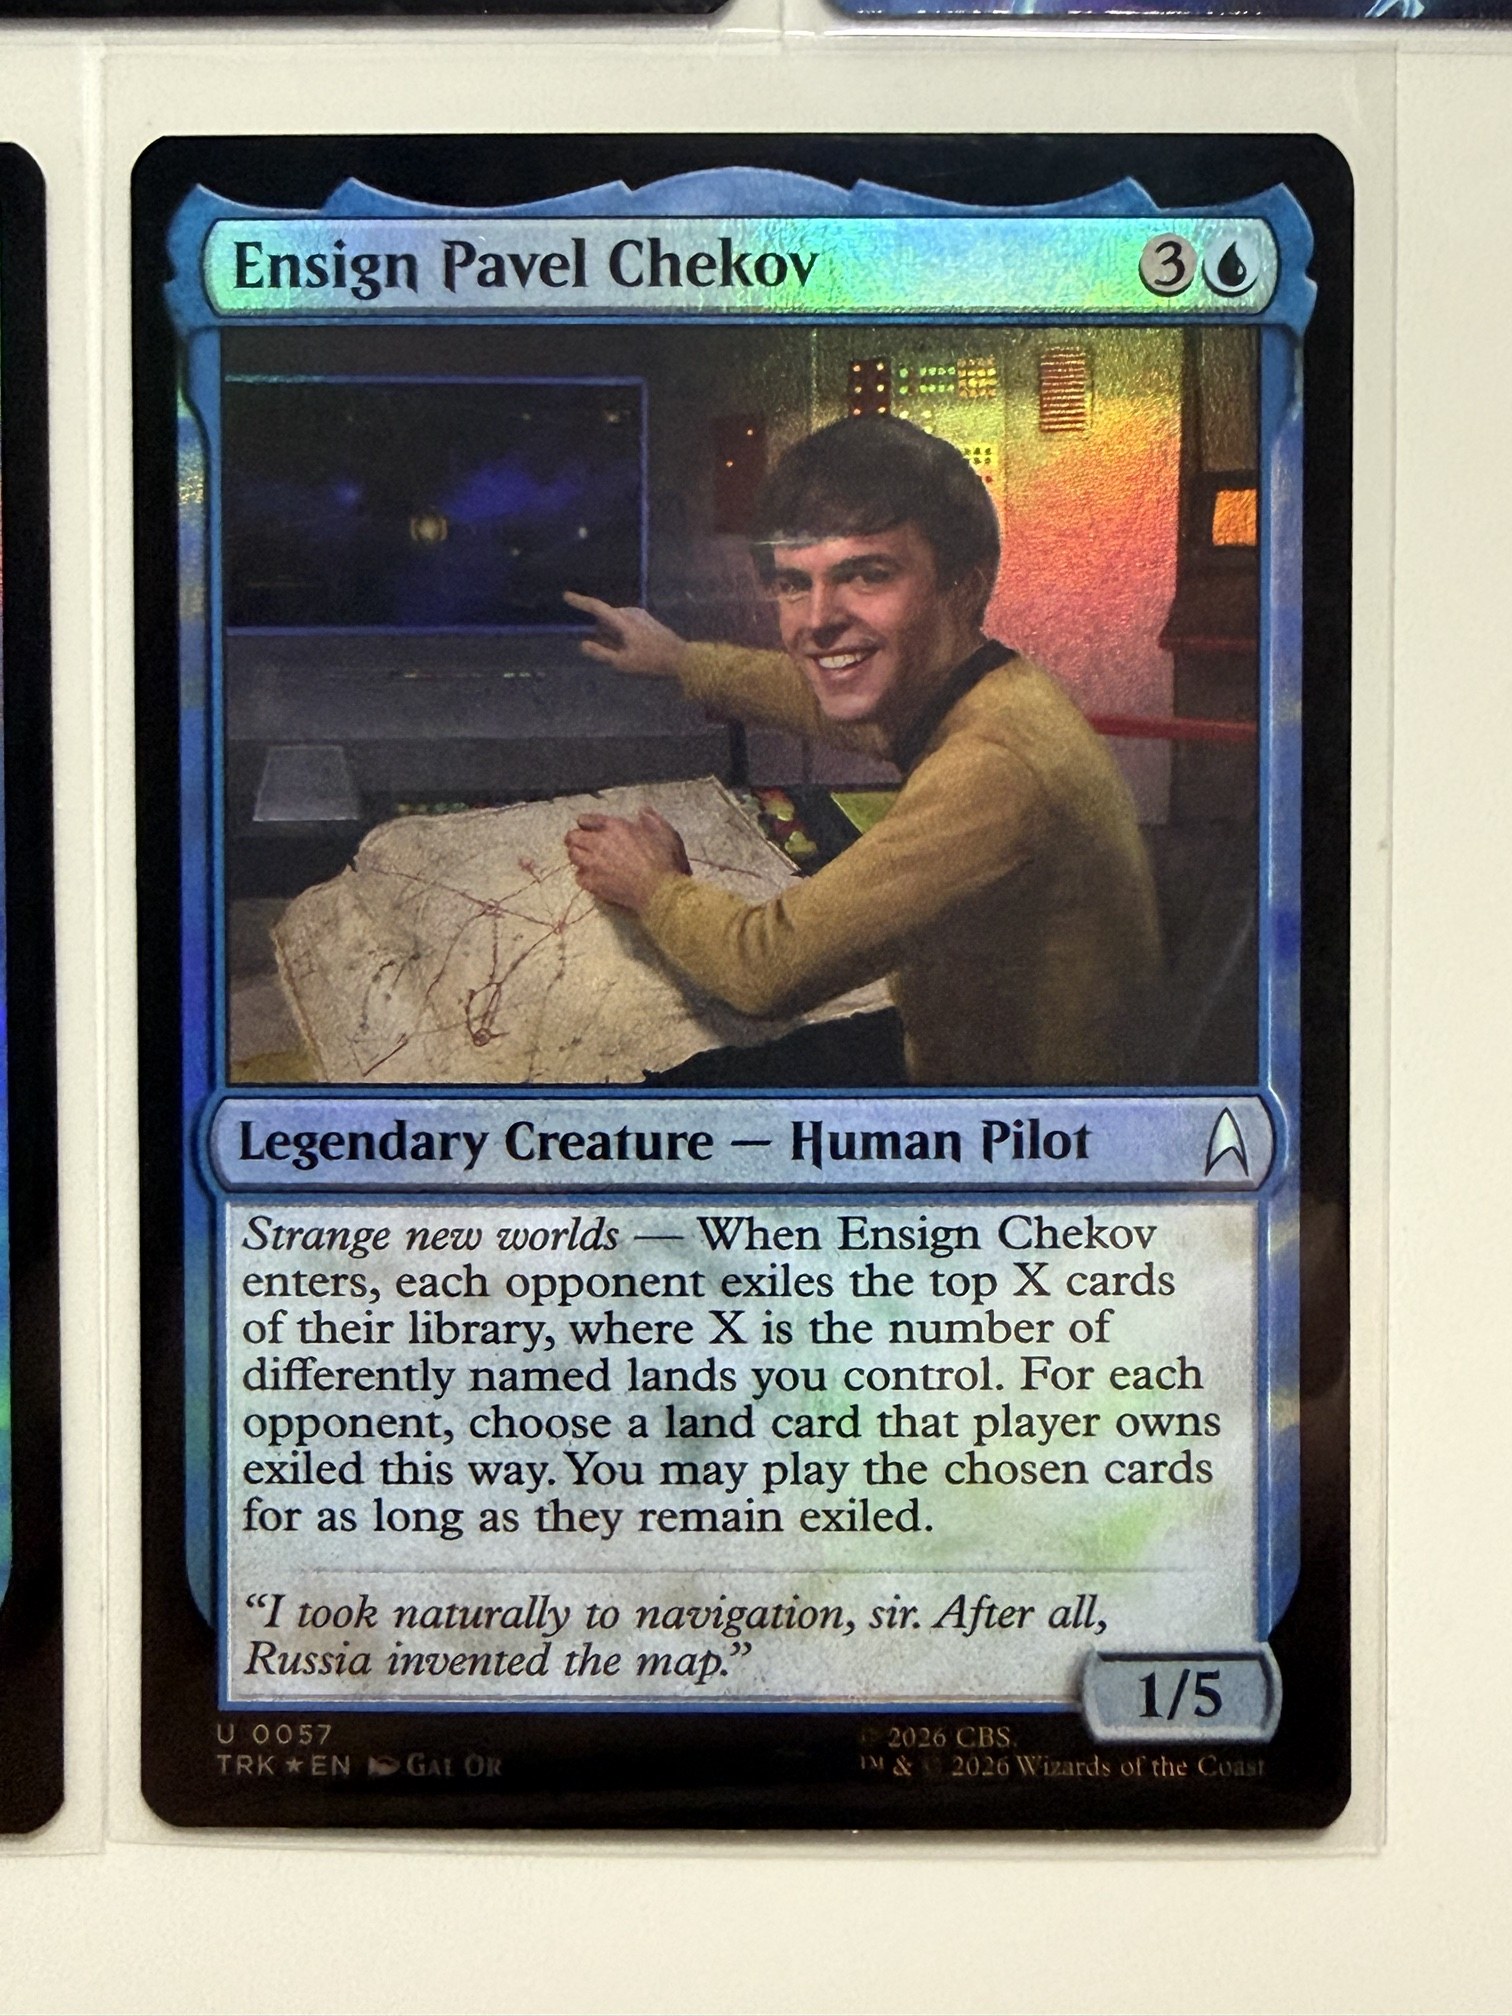 Ensign Pavel Chekov 3
Legendary Creature — Human Pilot
Strange new worlds — When Ensign Chekov
enters, each opponent exiles the top X cards
of their library, where X is the number of
differently named lands you control. For each
opponent, choose a land card that player owns
exiled this way. You may play the chosen cards
for as long as they remain exiled.
“I took naturally to navigation, sir. After all,
Russia invented the map.”
1/5
U 0057 © 2026 CBS.
TRK ★ EN GAL OR ™ & © 2026 Wizards of the Coast